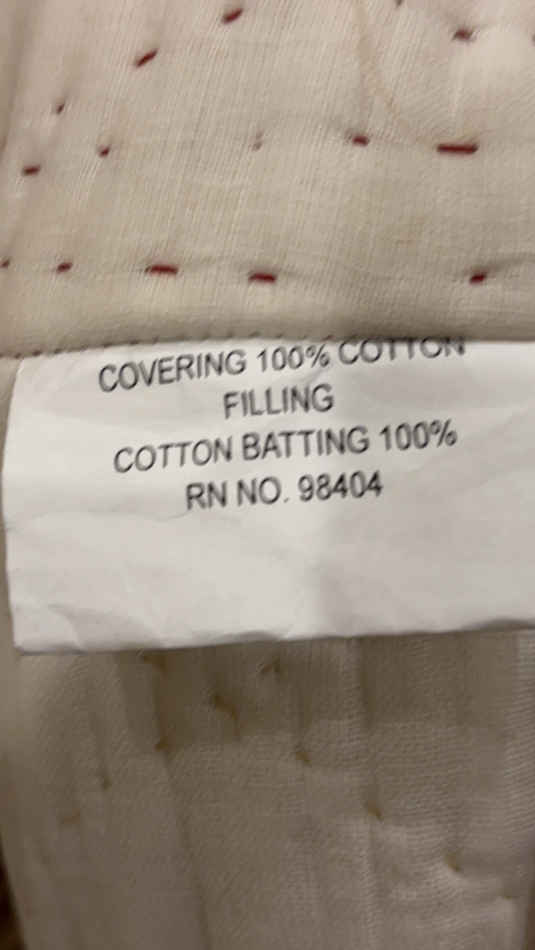 COVERING 100% COTTON
FILLING
COTTON BATTING 100%
RN NO. 98404